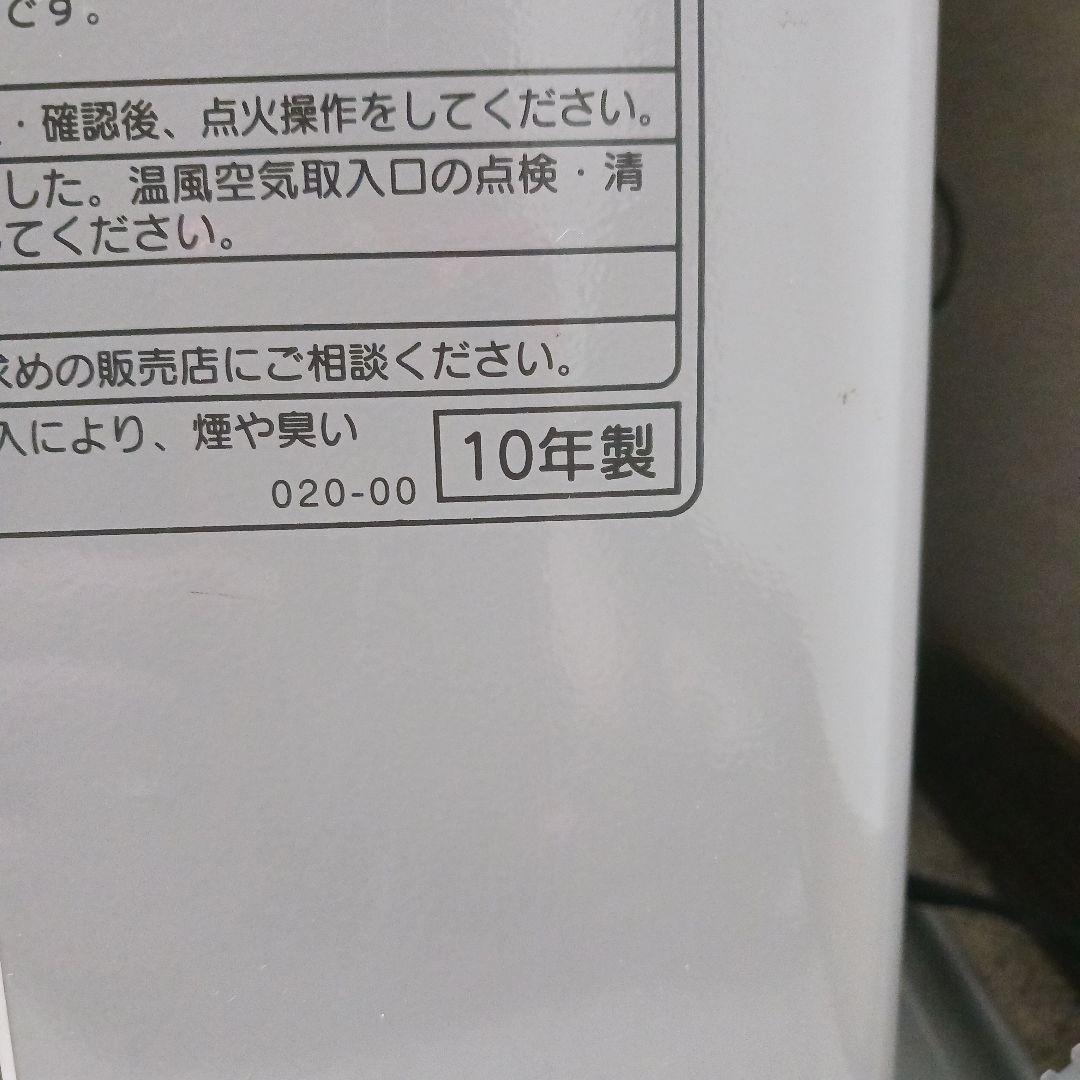 です。
・確認後、点火操作をしてください。
した。温風空気取入口の点検・清
てください。
めの販売店にご相談ください。
入により、煙や臭い
10年製
020-00